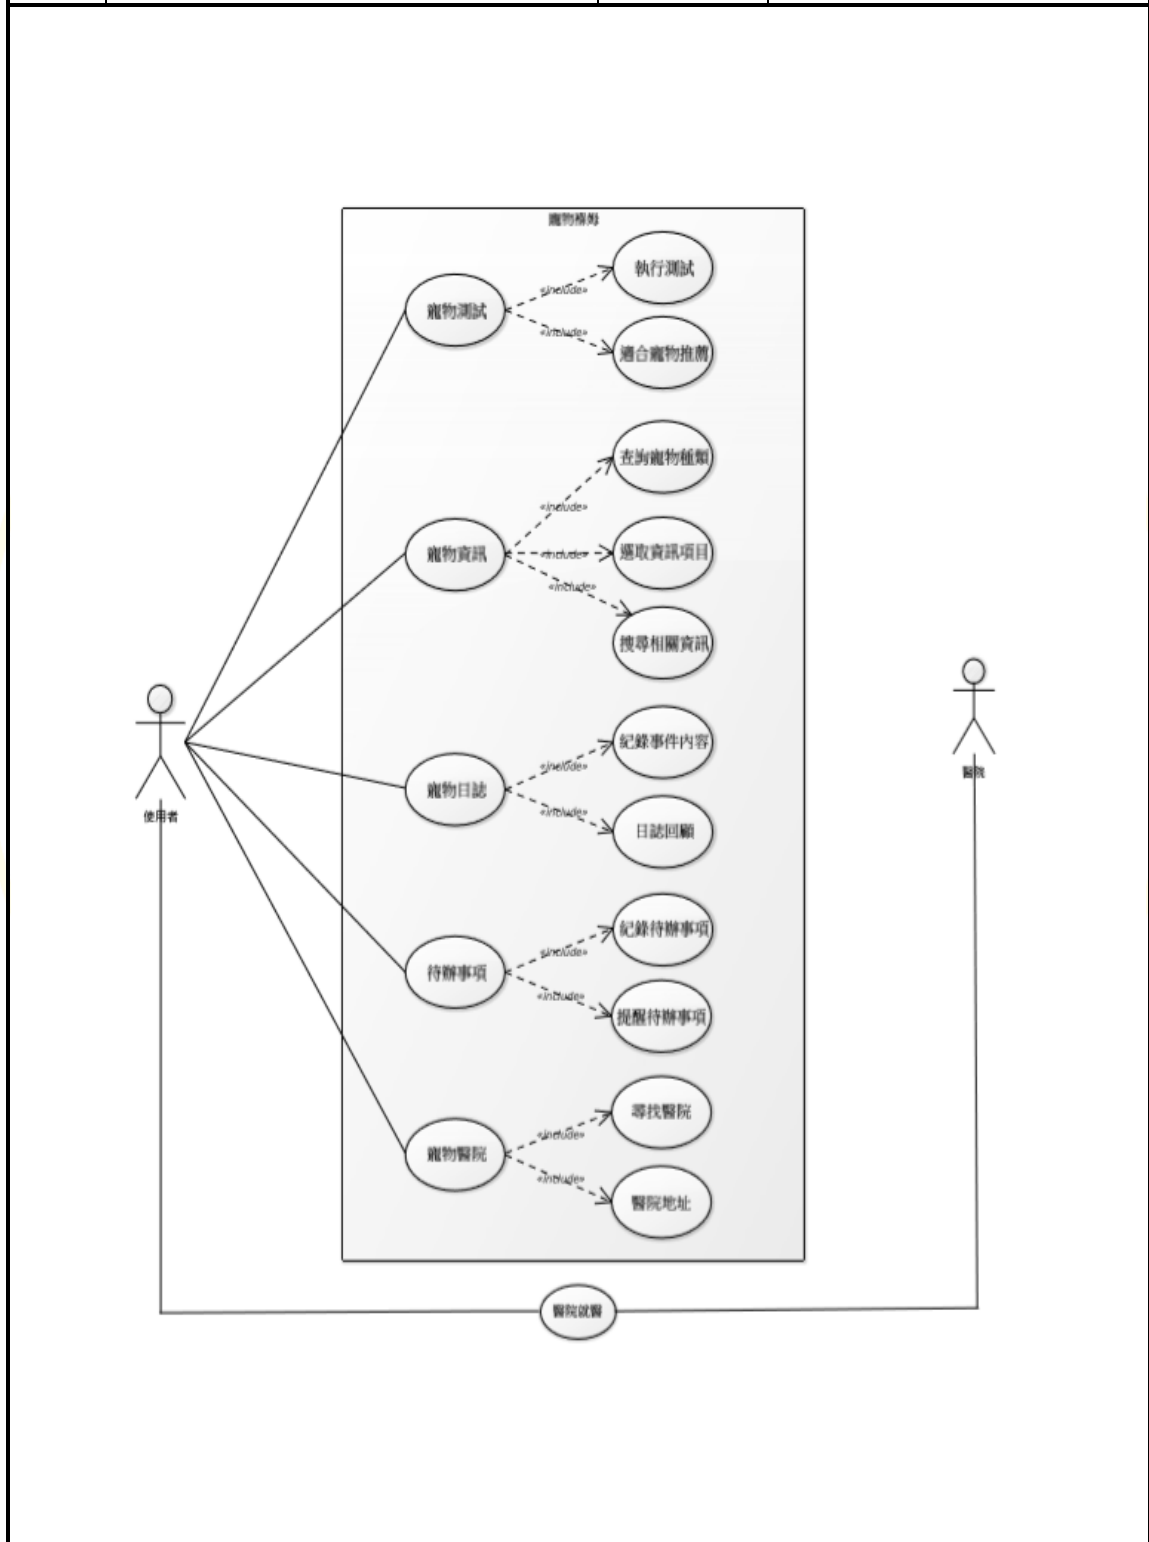 寵物褓姆
執行測試
«include»
寵物測試
«include»
適合寵物推薦
查詢寵物種類
«include»
寵物資訊
«include»
選取資訊項目
«include»
搜尋相關資訊
紀錄事件內容
«include»
醫院
寵物日誌
«include»
使用者
日誌回顧
紀錄待辦事項
«include»
待辦事項
«include»
提醒待辦事項
尋找醫院
«include»
寵物醫院
«include»
醫院地址
醫院就醫